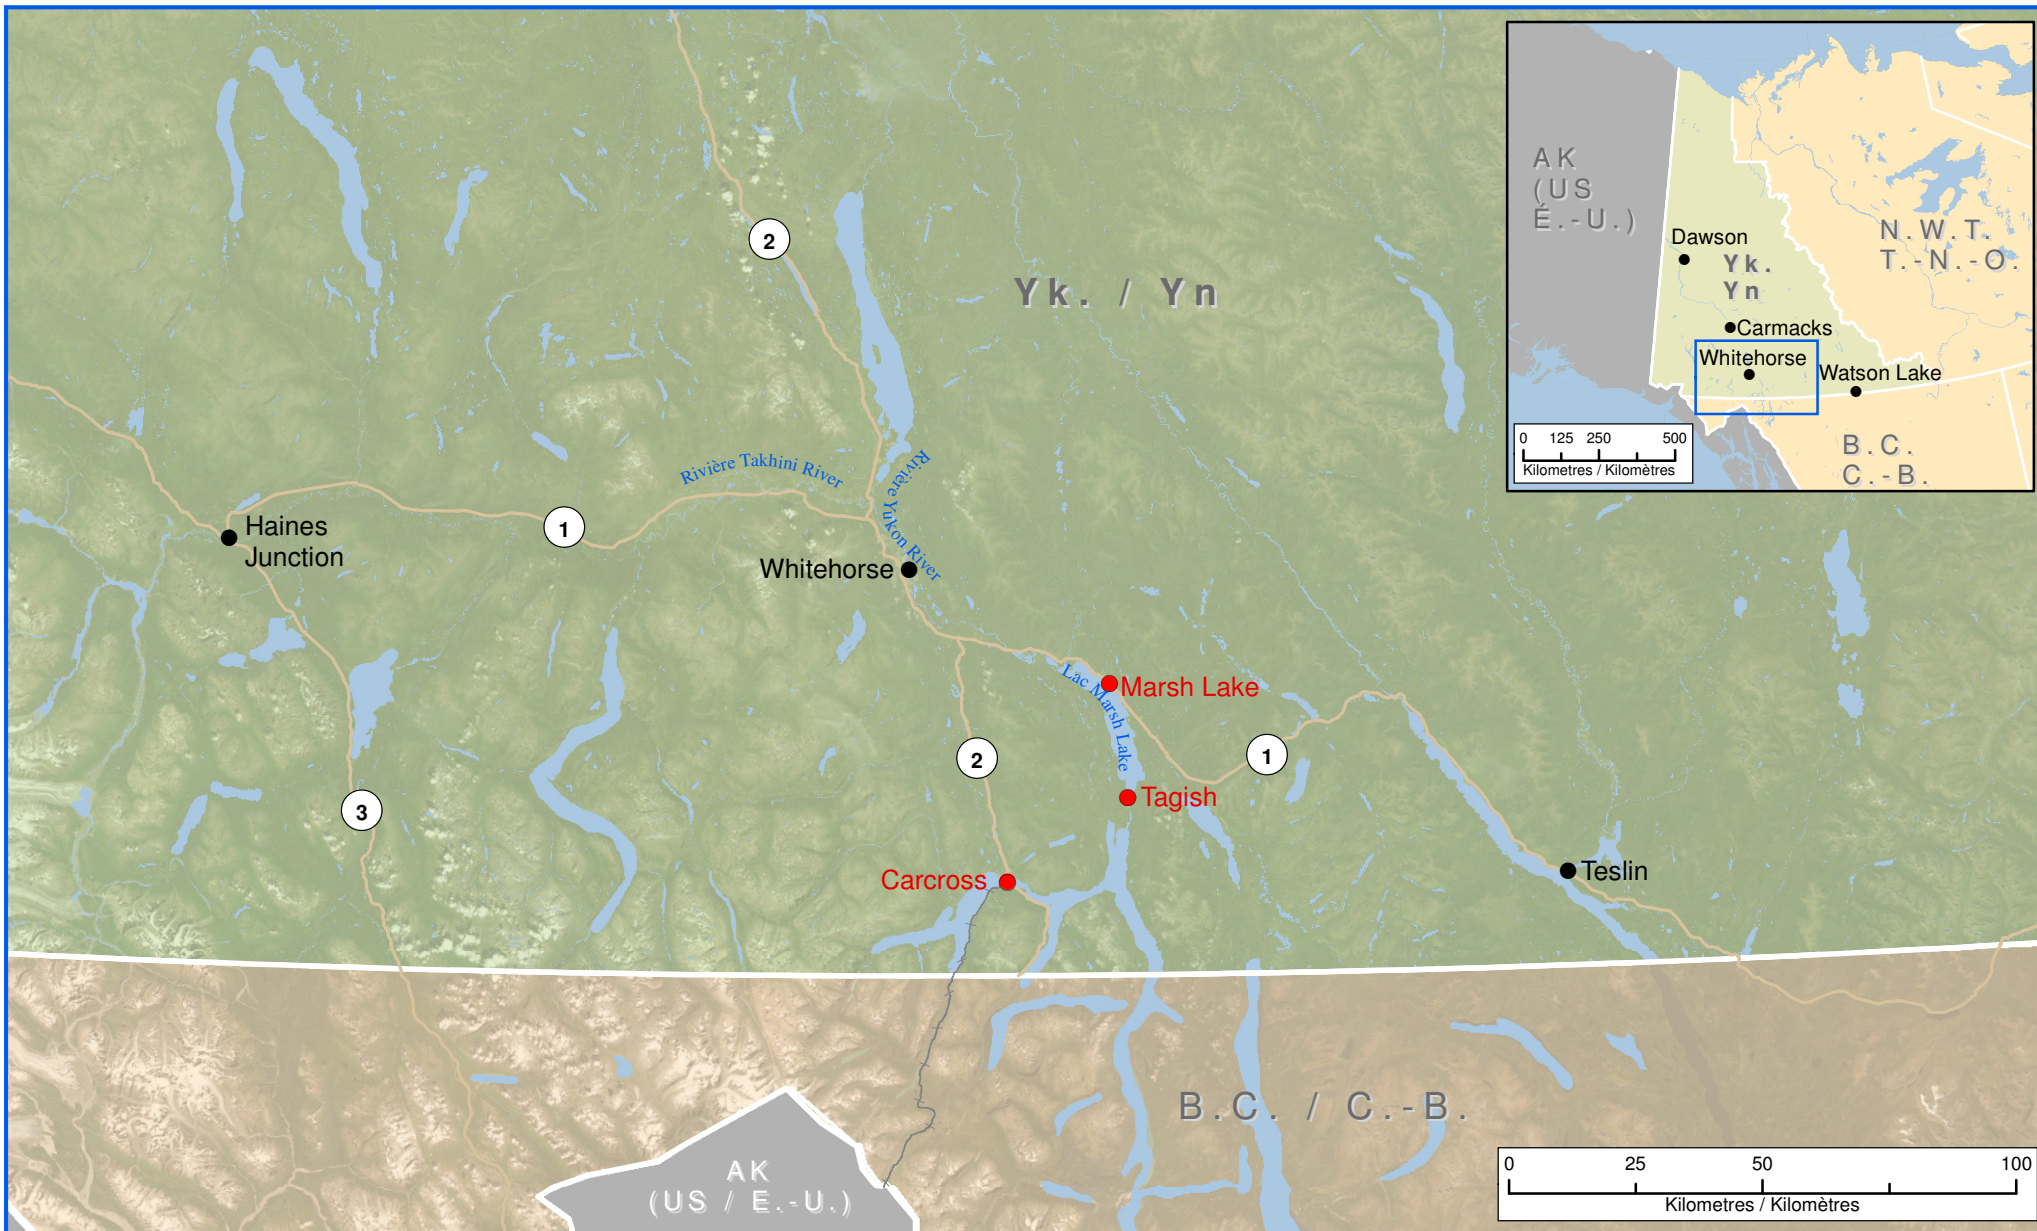 AK
(US
É.-U.)
N.W.T.
T.-N.-O.
Dawson
Yk.
Yn
Carmacks
Whitehorse
Watson Lake
B.C.
C.-B.
0 125 250 500
Kilometres / Kilomètres
2
Yk. / Yn
Rivière Takhini River
Rivière Yukon River
Haines
Junction
1
Whitehorse
Lac Marsh Lake
Marsh Lake
2
1
Tagish
3
Carcross
Teslin
B.C. / C.-B.
AK
(US / E.-U.)
0 25 50 100
Kilometres / Kilomètres